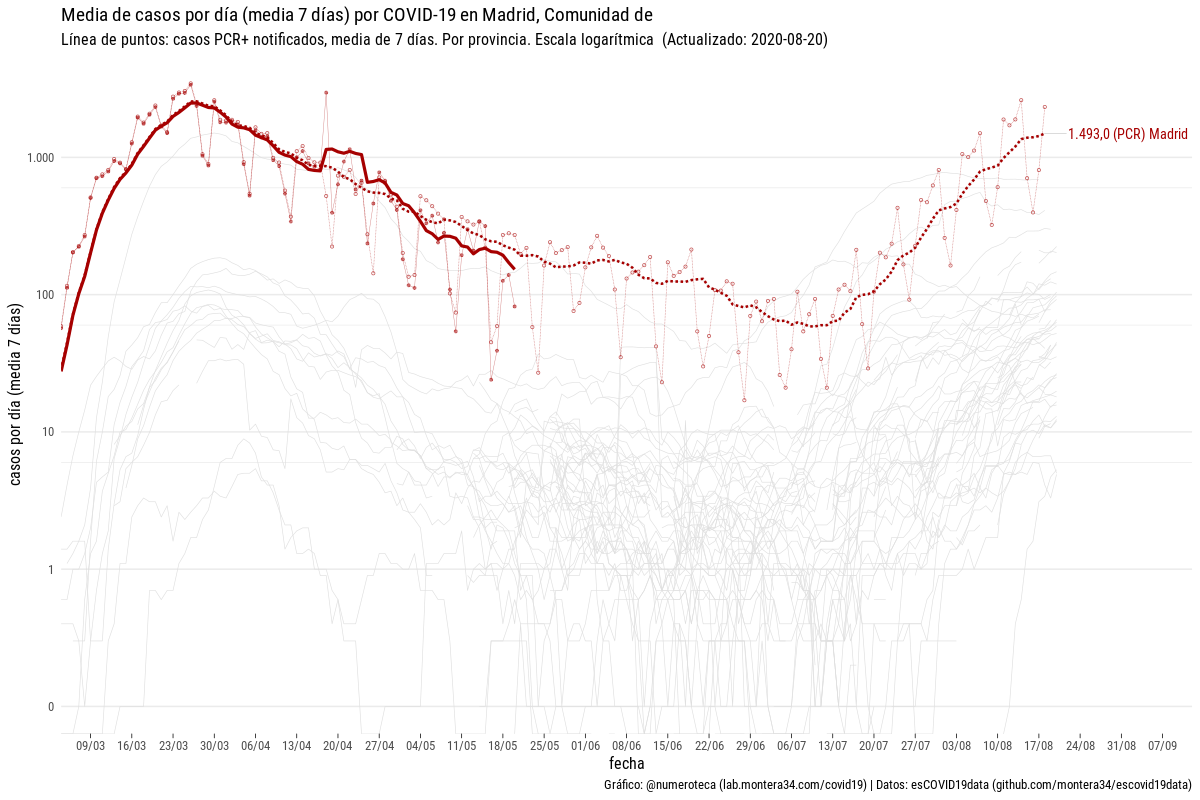 Media de casos por día (media 7 días) por COVID-19 en Madrid, Comunidad de
Línea de puntos: casos PCR+ notificados, media de 7 días. Por provincia. Escala logarítmica (Actualizado: 2020-08-20)
1.493,0 (PCR) Madrid
casos por día (media 7 días)
1.000
100
10
1
0
09/03 16/03 23/03 30/03 06/04 13/04 20/04 27/04 04/05 11/05 18/05 25/05 01/06 08/06 15/06 22/06 29/06 06/07 13/07 20/07 27/07 03/08 10/08 17/08 24/08 31/08 07/09
fecha
Gráfico: @numeroteca (lab.montera34.com/covid19) | Datos: esCOVID19data (github.com/montera34/escovid19data)